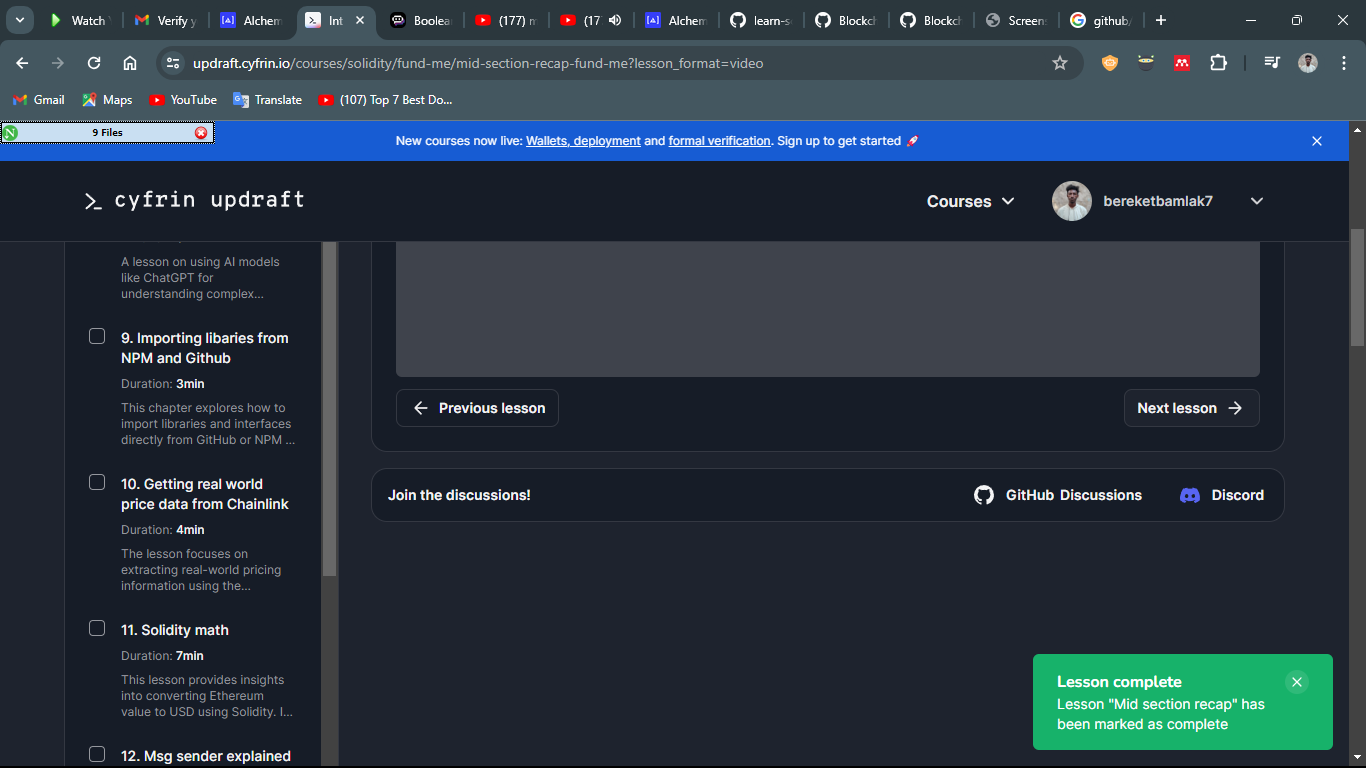 Watch
Verify y
Alchem
Int
Boolea
(177) m
(17
Alchem
learn-s
Blockc
Blockc
Screen
github/
updraft.cyfrin.io/courses/solidity/fund-me/mid-section-recap-fund-me?lesson_format=video
Gmail
Maps
YouTube
Translate
(107) Top 7 Best Do...
9 Files
New courses now live: Wallets, deployment and formal verification. Sign up to get started 🚀
>_ cyfrin updraft
Courses
bereketbamlak7
A lesson on using AI models
like ChatGPT for
understanding complex...
9. Importing libaries from
NPM and Github
Duration: 3min
This chapter explores how to
import libraries and interfaces
directly from GitHub or NPM ...
10. Getting real world
price data from Chainlink
Duration: 4min
The lesson focuses on
extracting real-world pricing
information using the...
11. Solidity math
Duration: 7min
This lesson provides insights
into converting Ethereum
value to USD using Solidity. I...
12. Msg sender explained
Previous lesson
Next lesson
Join the discussions!
GitHub Discussions
Discord
Lesson complete
Lesson "Mid section recap" has
been marked as complete